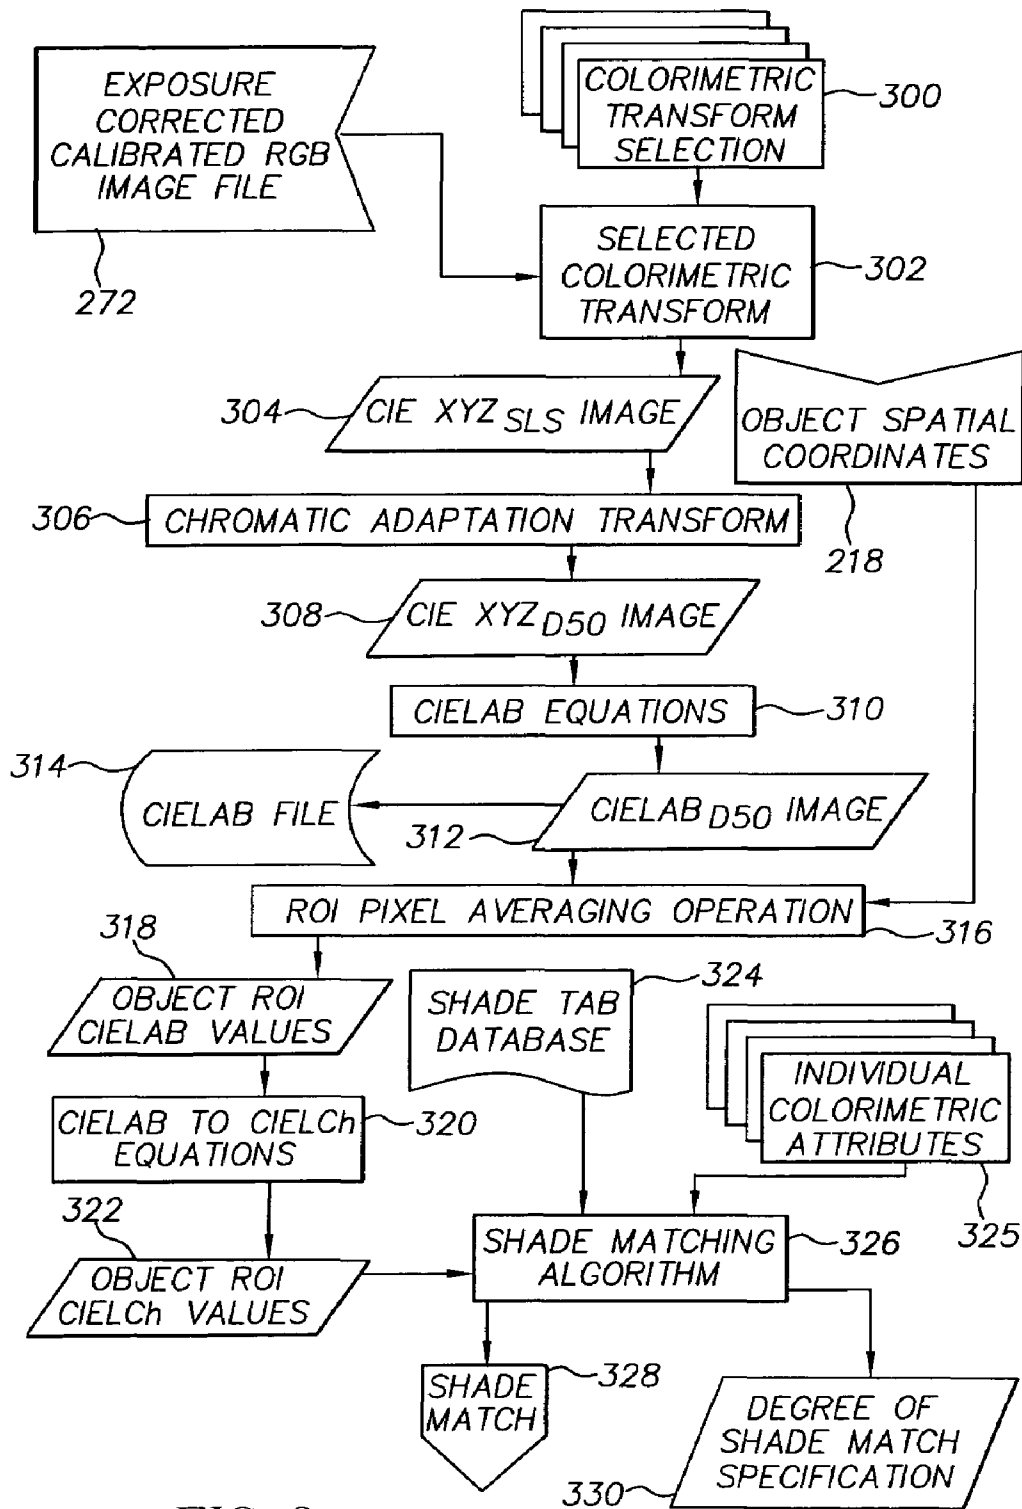 EXPOSURE
CORRECTED
CALIBRATED RGB
IMAGE FILE
272
COLORIMETRIC
TRANSFORM
SELECTION
300
SELECTED
COLORIMETRIC
TRANSFORM
302
304
CIE XYZ SLS IMAGE
OBJECT SPATIAL
COORDINATES
218
306
CHROMATIC ADAPTATION TRANSFORM
308
CIE XYZ D50 IMAGE
CIELAB EQUATIONS
310
314
CIELAB FILE
312
CIELAB D50 IMAGE
ROI PIXEL AVERAGING OPERATION
316
318
OBJECT ROI
CIELAB VALUES
SHADE TAB
DATABASE
324
INDIVIDUAL
COLORIMETRIC
ATTRIBUTES
325
CIELAB TO CIELCh
EQUATIONS
320
322
OBJECT ROI
CIELCh VALUES
SHADE MATCHING
ALGORITHM
326
SHADE
MATCH
328
DEGREE OF
SHADE MATCH
SPECIFICATION
330